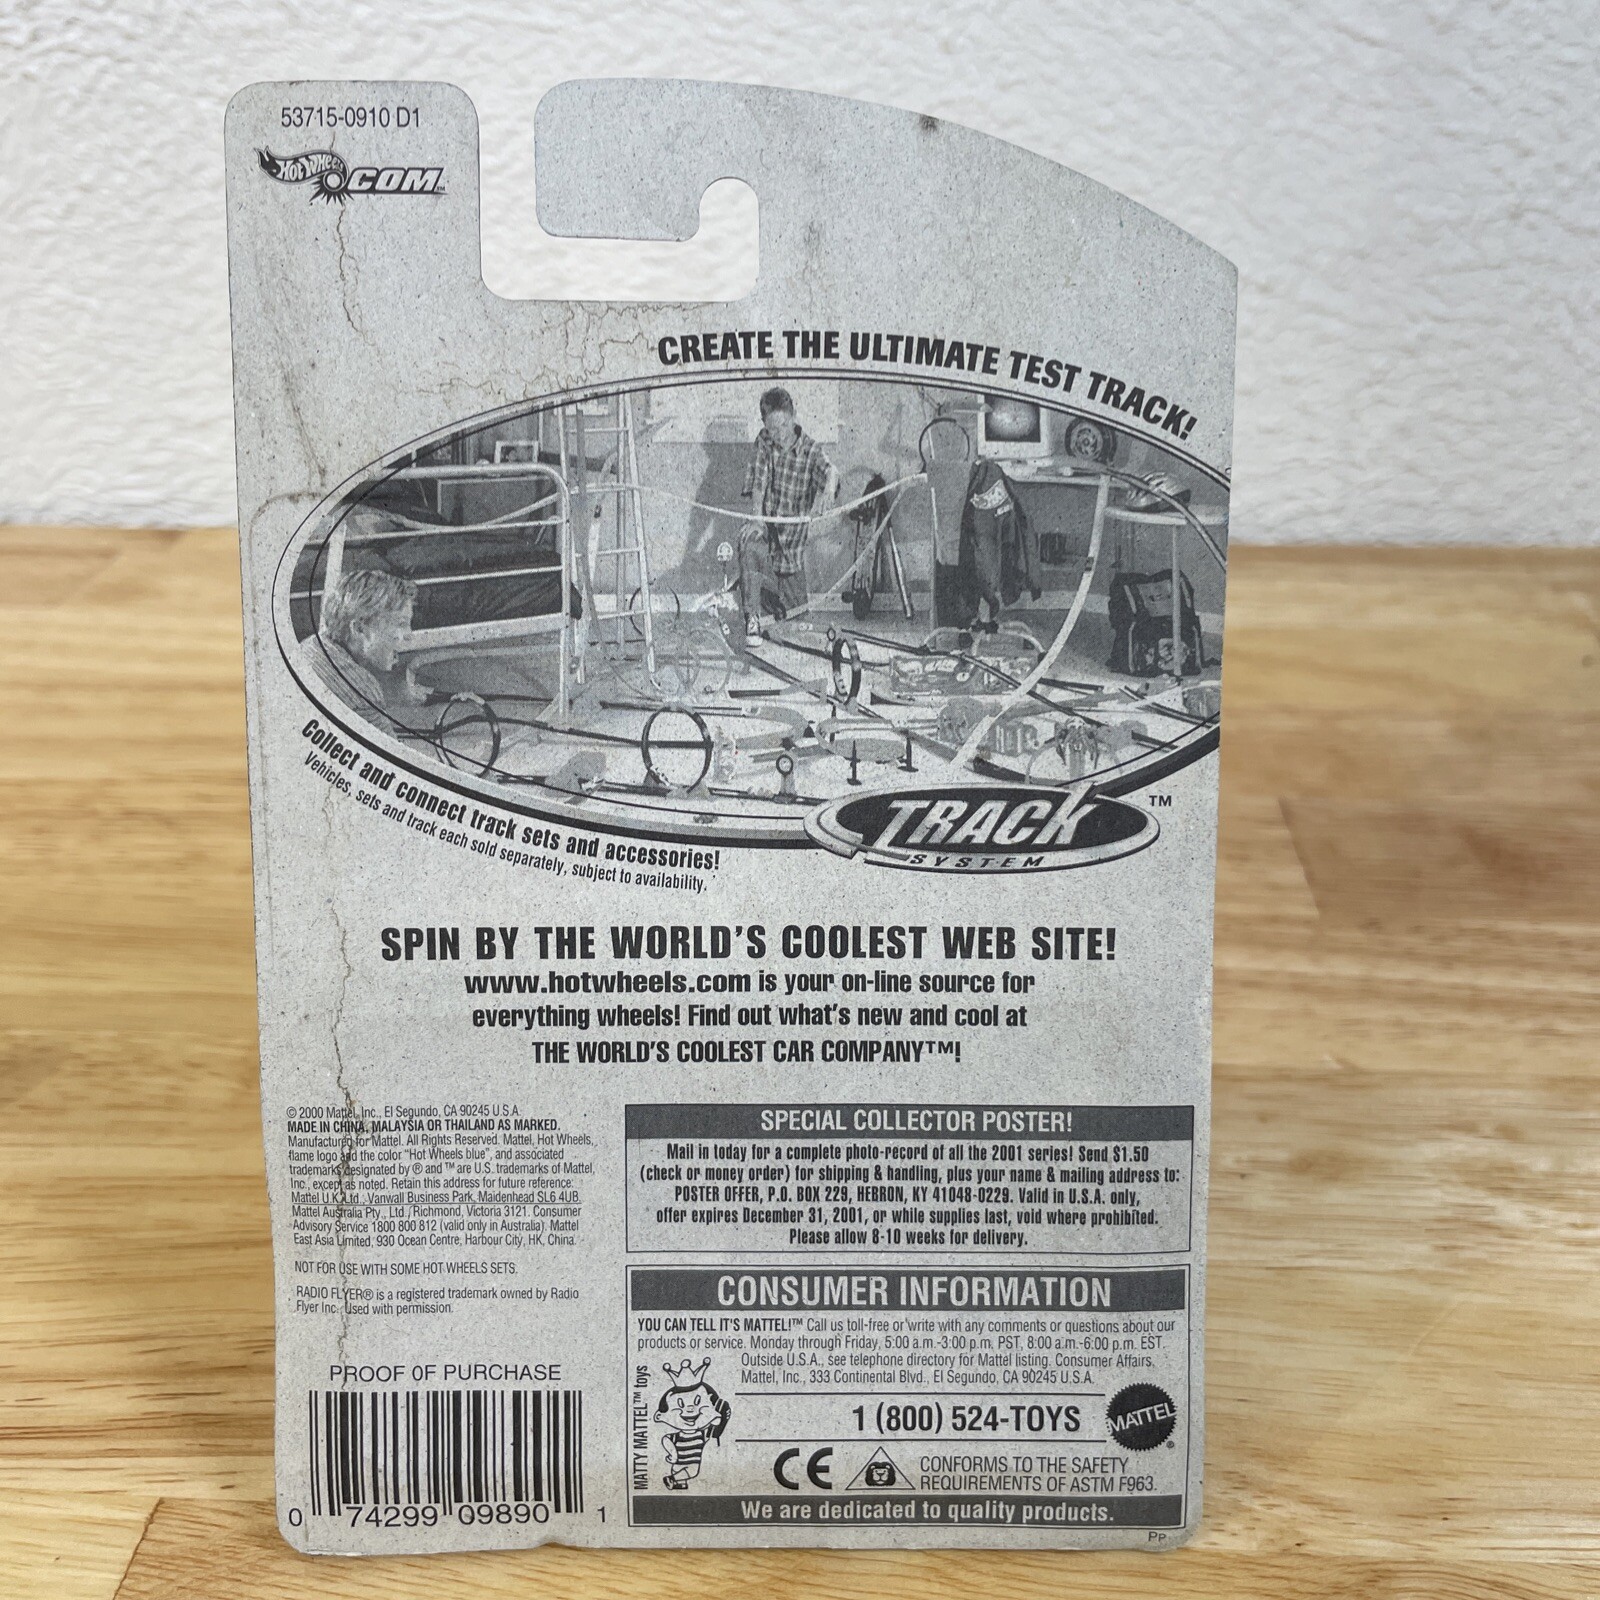 53715-0910 D1
Hot Wheels.COM™
CREATE THE ULTIMATE TEST TRACK!
Collect and connect track sets and accessories!
Vehicles, sets and track each sold separately, subject to availability.
TRACK™
SYSTEM
SPIN BY THE WORLD'S COOLEST WEB SITE!
www.hotwheels.com is your on-line source for
everything wheels! Find out what's new and cool at
THE WORLD'S COOLEST CAR COMPANY™!
© 2000 Mattel, Inc., El Segundo, CA 90245 U.S.A.
MADE IN CHINA, MALAYSIA OR THAILAND AS MARKED.
Manufactured for Mattel. All Rights Reserved. Mattel, Hot Wheels,
flame logo and the color "Hot Wheels blue", and associated
trademarks designated by ® and ™ are U.S. trademarks of Mattel,
Inc., except as noted. Retain this address for future reference:
Mattel U.K. Ltd., Vanwall Business Park, Maidenhead SL6 4UB.
Mattel Australia Pty., Ltd., Richmond, Victoria 3121. Consumer
Advisory Service 1800 800 812 (valid only in Australia). Mattel
East Asia Limited, 930 Ocean Centre, Harbour City, HK, China.
NOT FOR USE WITH SOME HOT WHEELS SETS.
RADIO FLYER® is a registered trademark owned by Radio
Flyer Inc. Used with permission.
PROOF OF PURCHASE
0 74299 09890 1
SPECIAL COLLECTOR POSTER!
Mail in today for a complete photo-record of all the 2001 series! Send $1.50
(check or money order) for shipping & handling, plus your name & mailing address to:
POSTER OFFER, P.O. BOX 229, HEBRON, KY 41048-0229. Valid in U.S.A. only,
offer expires December 31, 2001, or while supplies last, void where prohibited.
Please allow 8-10 weeks for delivery.
CONSUMER INFORMATION
YOU CAN TELL IT'S MATTEL!™ Call us toll-free or write with any comments or questions about our
products or service. Monday through Friday, 5:00 a.m.-3:00 p.m. PST, 8:00 a.m.-6:00 p.m. EST.
Outside U.S.A., see telephone directory for Mattel listing. Consumer Affairs,
Mattel, Inc., 333 Continental Blvd., El Segundo, CA 90245 U.S.A.
MATTY MATTEL™ toys
1 (800) 524-TOYS
MATTEL®
CE
CONFORMS TO THE SAFETY
REQUIREMENTS OF ASTM F963.
We are dedicated to quality products.
PP